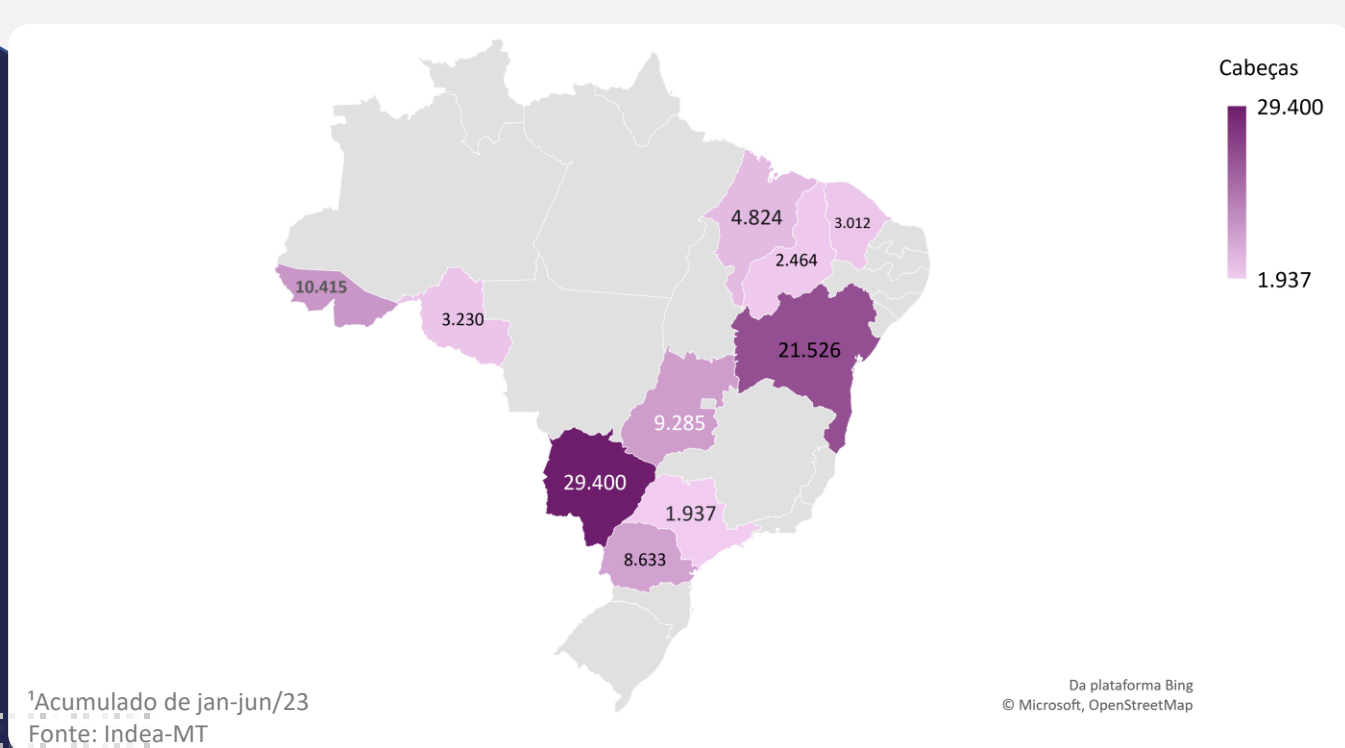 Cabeças
29.400
1.937
4.824
3.012
2.464
10.415
3.230
21.526
9.285
29.400
1.937
8.633
¹Acumulado de jan-jun/23
Fonte: Indea-MT
Da plataforma Bing
© Microsoft, OpenStreetMap